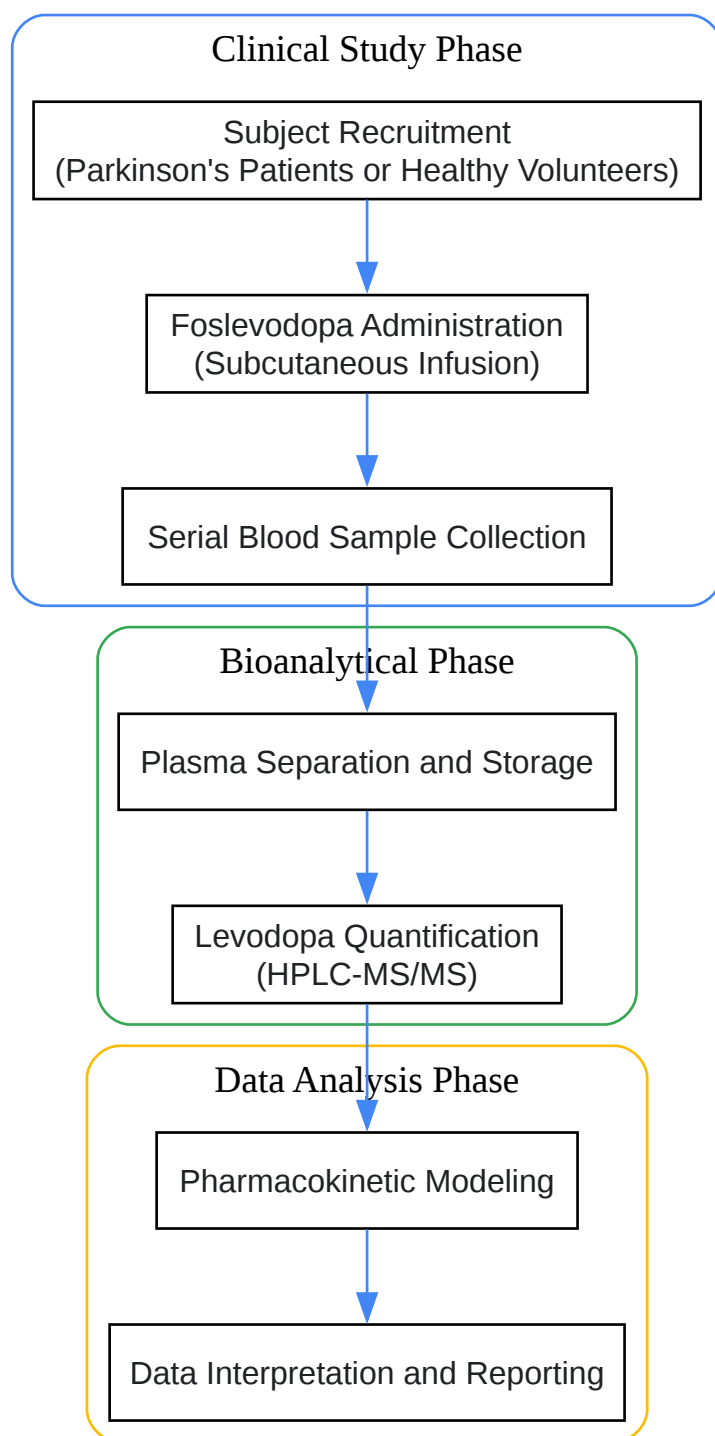 Clinical Study Phase
Subject Recruitment
(Parkinson's Patients or Healthy Volunteers)
Foslevodopa Administration
(Subcutaneous Infusion)
Serial Blood Sample Collection
Bioanalytical Phase
Plasma Separation and Storage
Levodopa Quantification
(HPLC-MS/MS)
Data Analysis Phase
Pharmacokinetic Modeling
Data Interpretation and Reporting